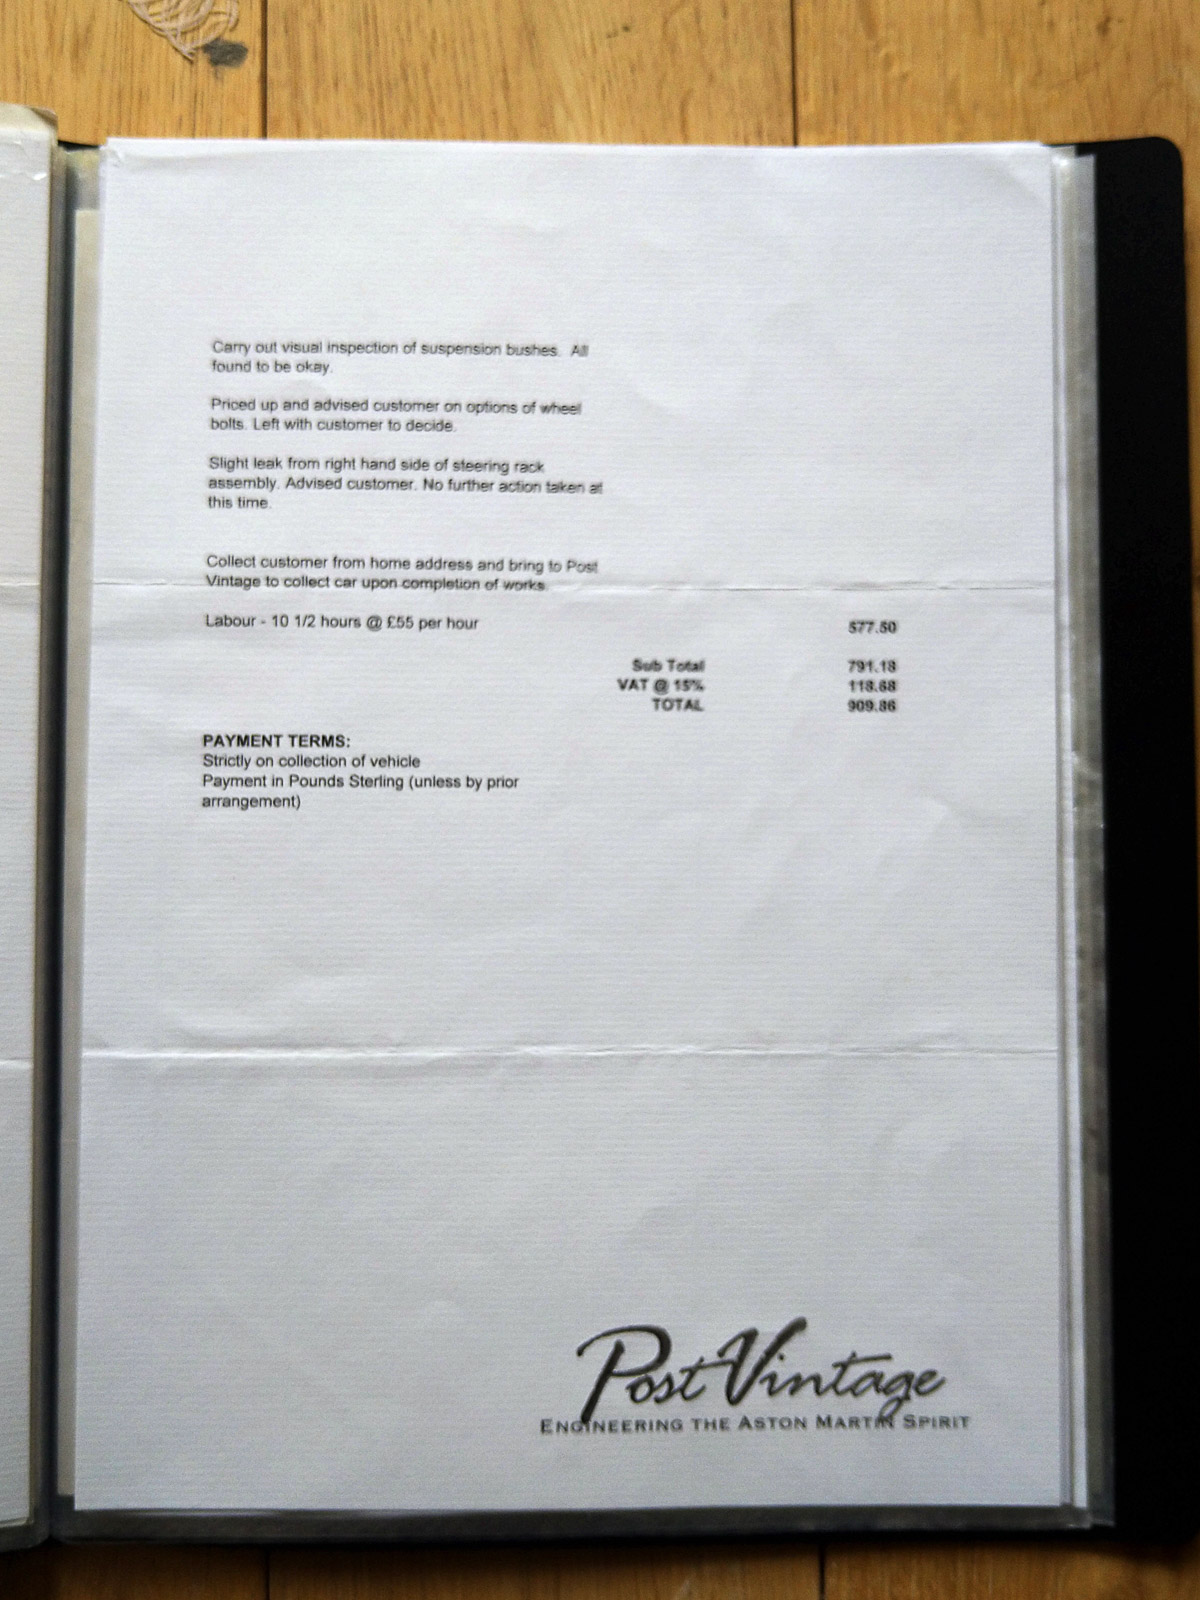 Carry out visual inspection of suspension bushes. All
found to be okay.
Priced up and advised customer on options of wheel
bolts. Left with customer to decide.
Slight leak from right hand side of steering rack
assembly. Advised customer. No further action taken at
this time.
Collect customer from home address and bring to Post
Vintage to collect car upon completion of works.
Labour - 10 1/2 hours @ £55 per hour 577.50
Sub Total 791.18
VAT @ 15% 118.68
TOTAL 909.86
PAYMENT TERMS:
Strictly on collection of vehicle
Payment in Pounds Sterling (unless by prior
arrangement)
Post Vintage
ENGINEERING THE ASTON MARTIN SPIRIT